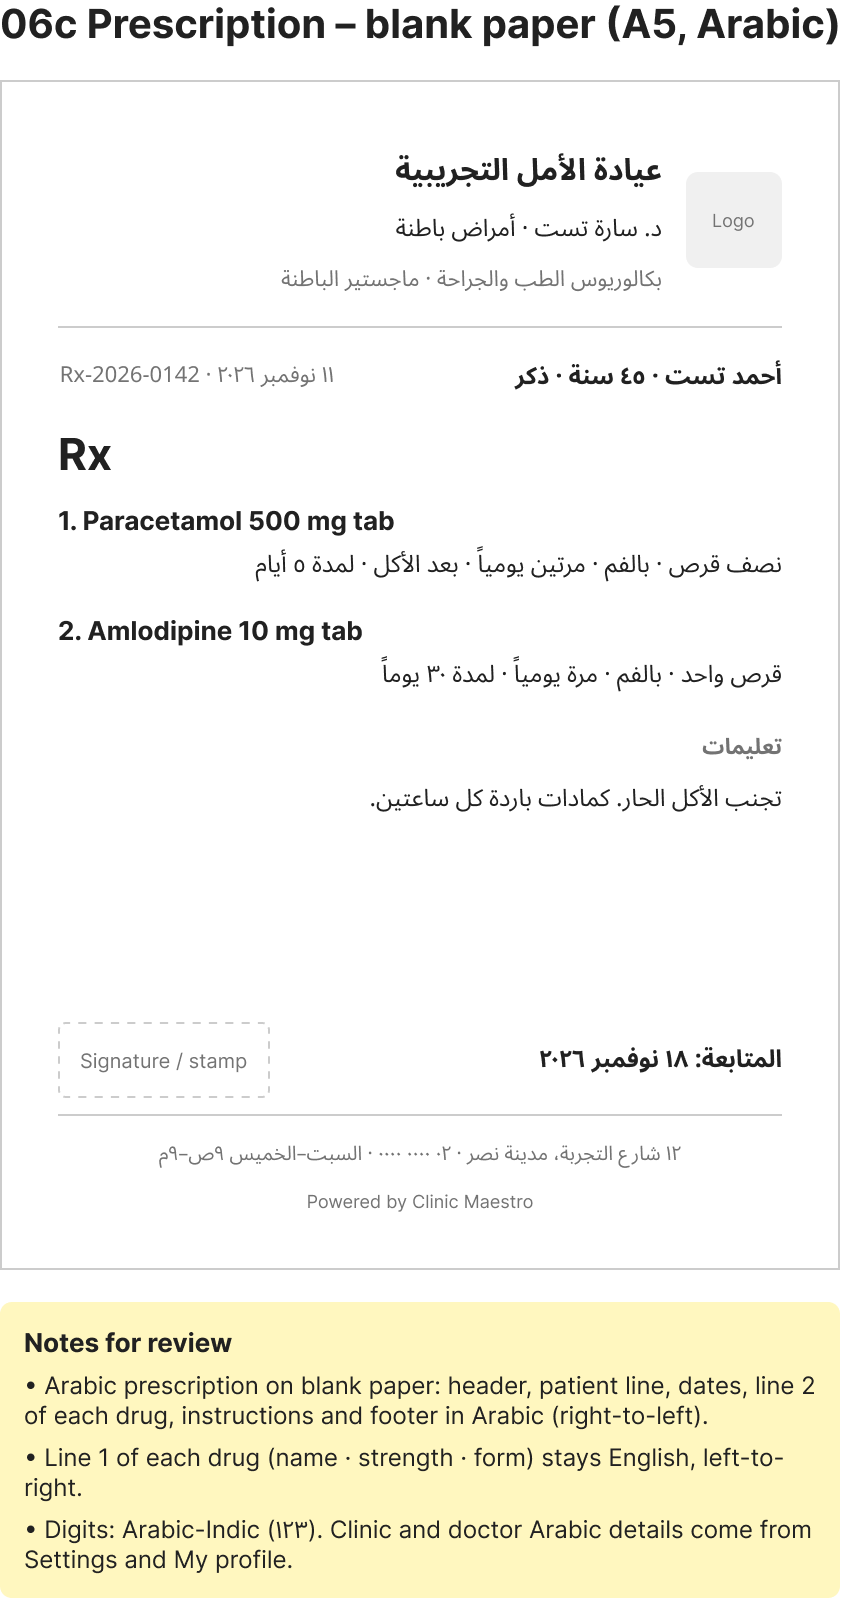 06c Prescription – blank paper (A5, Arabic)
عيادة الأمل التجريبية
Logo
د. سارة تست · أمراض باطنة
بكالوريوس الطب والجراحة · ماجستير الباطنة
أحمد تست · ٤٥ سنة · ذكر
١١ نوفمبر ٢٠٢٦ · Rx-2026-0142
Rx
1. Paracetamol 500 mg tab
نصف قرص · بالفم · مرتين يومياً · بعد الأكل · لمدة ٥ أيام
2. Amlodipine 10 mg tab
قرص واحد · بالفم · مرة يومياً · لمدة ٣٠ يوماً
تعليمات
تجنب الأكل الحار. كمادات باردة كل ساعتين.
المتابعة: ١٨ نوفمبر ٢٠٢٦
Signature / stamp
١٢ شارع التجربة، مدينة نصر · ٠٢ ٠٠٠٠ ٠٠٠٠ · السبت–الخميس ٩ص–٩م
Powered by Clinic Maestro
Notes for review
• Arabic prescription on blank paper: header, patient line, dates, line 2
of each drug, instructions and footer in Arabic (right-to-left).
• Line 1 of each drug (name · strength · form) stays English, left-to-
right.
• Digits: Arabic-Indic (١٢٣). Clinic and doctor Arabic details come from
Settings and My profile.